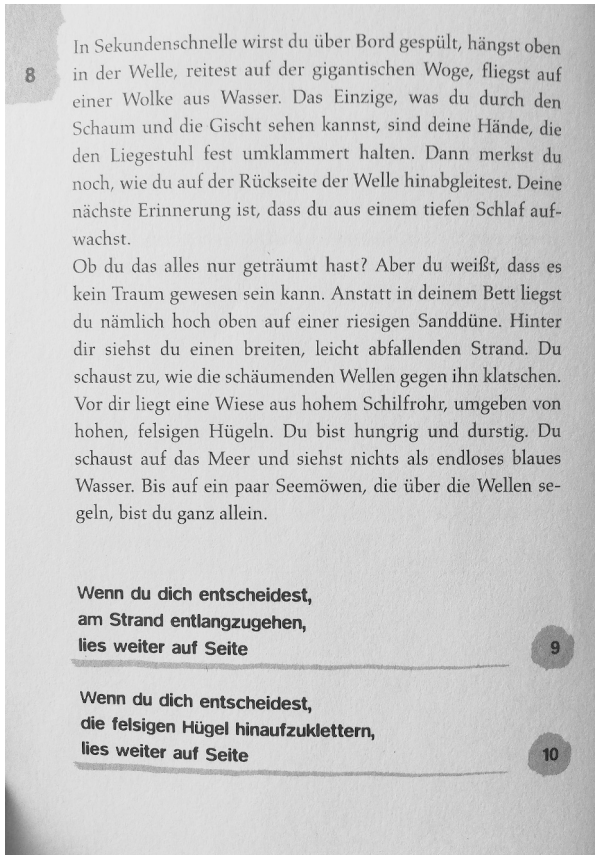 8
In Sekundenschnelle wirst du über Bord gespült, hängst oben
in der Welle, reitest auf der gigantischen Woge, fliegst auf
einer Wolke aus Wasser. Das Einzige, was du durch den
Schaum und die Gischt sehen kannst, sind deine Hände, die
den Liegestuhl fest umklammert halten. Dann merkst du
noch, wie du auf der Rückseite der Welle hinabgleitest. Deine
nächste Erinnerung ist, dass du aus einem tiefen Schlaf auf-
wachst.
Ob du das alles nur geträumt hast? Aber du weißt, dass es
kein Traum gewesen sein kann. Anstatt in deinem Bett liegst
du nämlich hoch oben auf einer riesigen Sanddüne. Hinter
dir siehst du einen breiten, leicht abfallenden Strand. Du
schaust zu, wie die schäumenden Wellen gegen ihn klatschen.
Vor dir liegt eine Wiese aus hohem Schilfrohr, umgeben von
hohen, felsigen Hügeln. Du bist hungrig und durstig. Du
schaust auf das Meer und siehst nichts als endloses blaues
Wasser. Bis auf ein paar Seemöwen, die über die Wellen se-
geln, bist du ganz allein.
Wenn du dich entscheidest,
am Strand entlangzugehen,
lies weiter auf Seite 9
Wenn du dich entscheidest,
die felsigen Hügel hinaufzuklettern,
lies weiter auf Seite 10